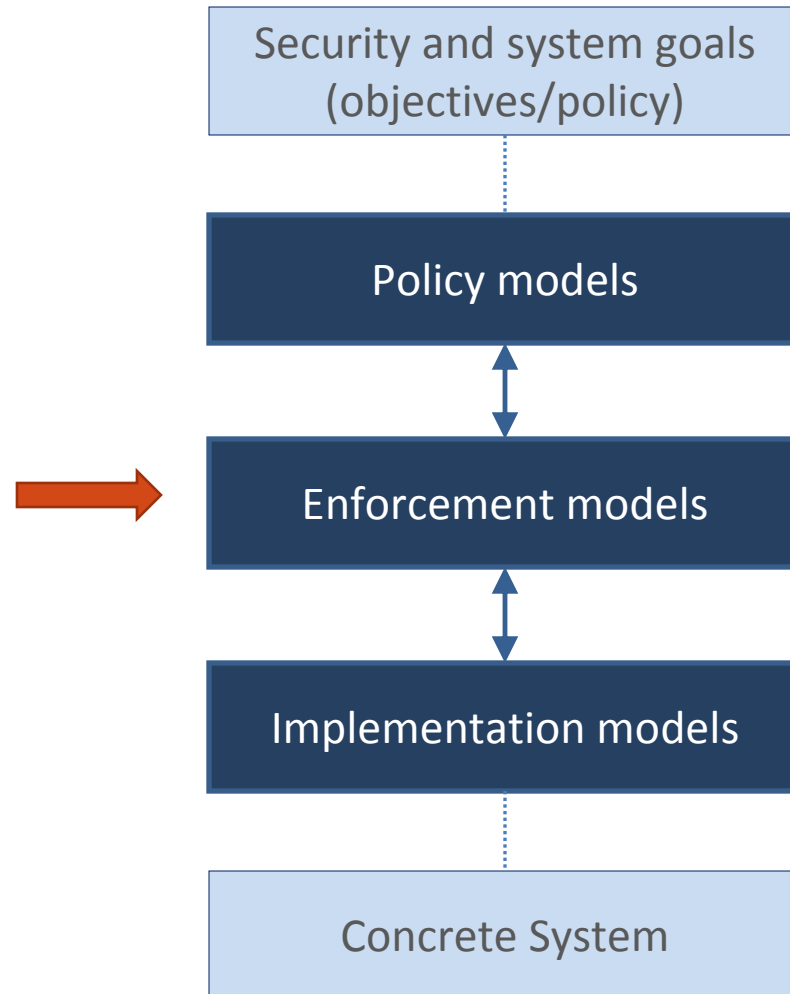 Security and system goals
(objectives/policy)
Policy models
Enforcement models
Implementation models
Concrete System